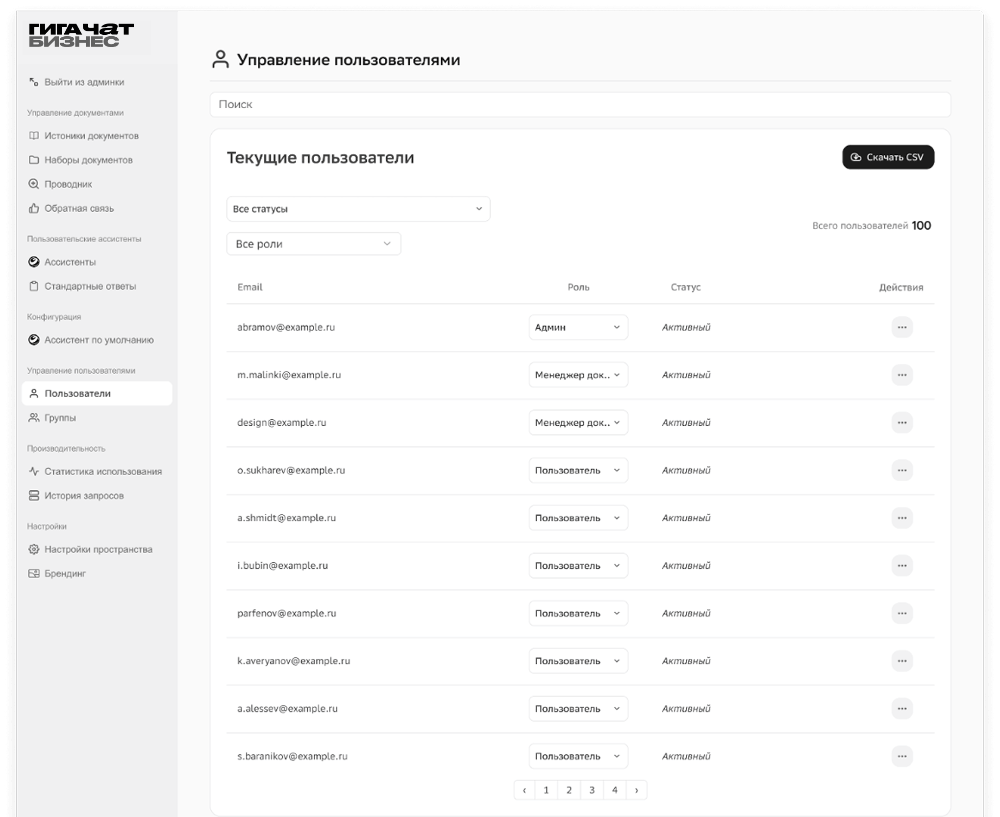 ГИГАЧАТ
БИЗНЕС
Выйти из админки
Управление документами
Истоники документов
Наборы документов
Проводник
Обратная связь
Пользовательские ассистенты
Ассистенты
Стандартные ответы
Конфигурация
Ассистент по умолчанию
Управление пользователями
Пользователи
Группы
Производительность
Статистика использования
История запросов
Настройки
Настройки пространства
Брендинг
Управление пользователями
Поиск
Текущие пользователи
Скачать CSV
Все статусы
Всего пользователей 100
Все роли
Email Роль Статус Действия
abramov@example.ru Админ Активный
m.malinki@example.ru Менеджер док.. Активный
design@example.ru Менеджер док.. Активный
o.sukharev@example.ru Пользователь Активный
a.shmidt@example.ru Пользователь Активный
i.bubin@example.ru Пользователь Активный
parfenov@example.ru Пользователь Активный
k.averyanov@example.ru Пользователь Активный
a.alessev@example.ru Пользователь Активный
s.baranikov@example.ru Пользователь Активный
‹ 1 2 3 4 ›